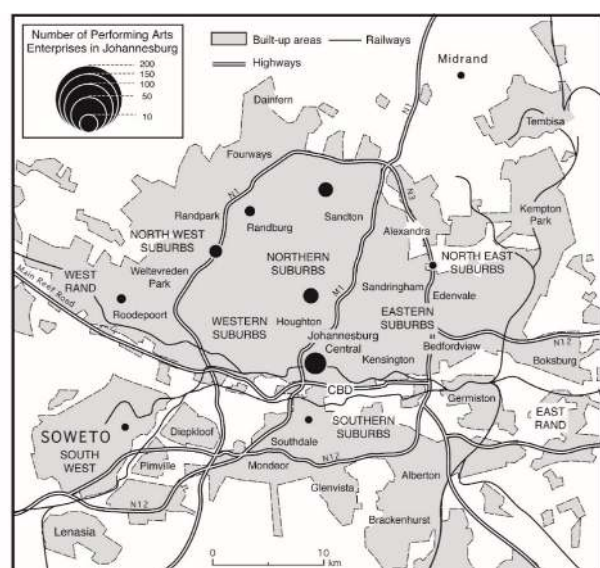 Number of Performing Arts
Enterprises in Johannesburg
200
150
100
50
10
Built-up areas
Railways
Highways
Midrand
Dainfern
N1
Tembisa
Fourways
N3
Kempton
Park
N1
Randpark
Sandton
Randburg
Alexandra
NORTH WEST
SUBURBS
NORTH EAST
SUBURBS
Weltevreden
Park
NORTHERN
SUBURBS
WEST
RAND
Main Reef Road
M1
Sandringham
Edenvale
Roodepoort
WESTERN
SUBURBS
Houghton
EASTERN
SUBURBS
Johannesburg
Central
Kensington
Bedfordview
N12
Boksburg
CBD
Germiston
EAST
RAND
SOWETO
SOUTH
WEST
Diepkloof
SOUTHERN
SUBURBS
Southdale
Pimville
Mondeor
N12
Alberton
Glenvista
N12
Brackenhurst
Lenasia
0
10
km